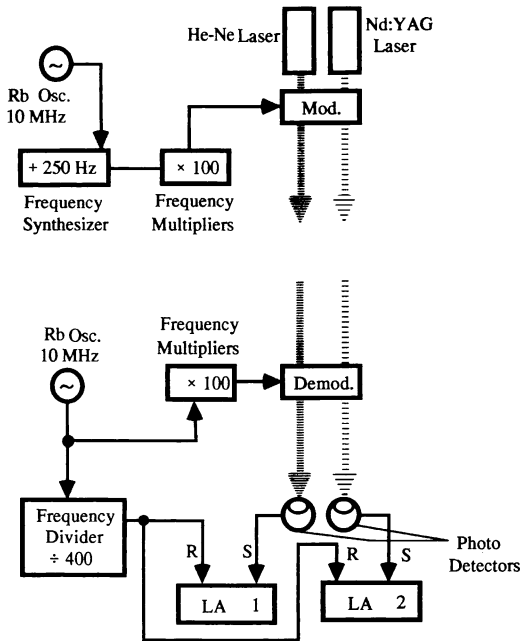 He-Ne Laser
Nd:YAG
Laser
Rb Osc.
10 MHz
Mod.
+ 250 Hz
× 100
Frequency
Synthesizer
Frequency
Multipliers
Rb Osc.
10 MHz
Frequency
Multipliers
× 100
Demod.
Frequency
Divider
÷ 400
R
S
R
S
Photo
Detectors
LA 1
LA 2